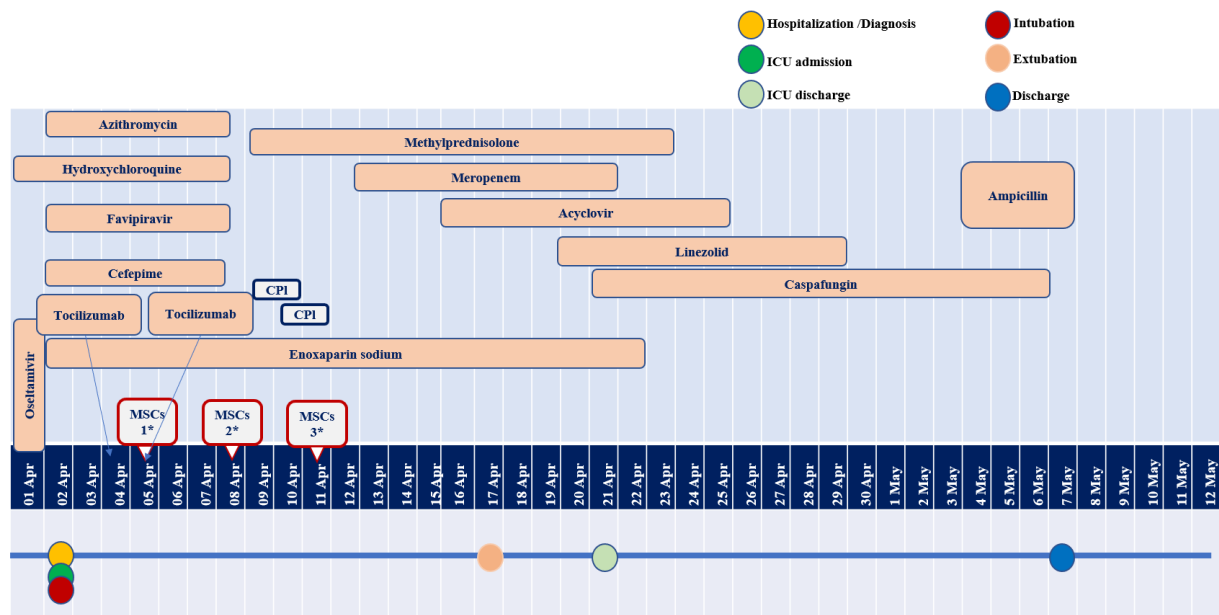 Hospitalization /Diagnosis
Intubation
ICU admission
Extubation
ICU discharge
Discharge
Azithromycin
Methylprednisolone
Hydroxychloroquine
Meropenem
Ampicillin
Favipiravir
Acyclovir
Linezolid
Cefepime
Caspafungin
CPl
Tocilizumab
Tocilizumab
CPl
Oseltamivir
Enoxaparin sodium
MSCs
1*
MSCs
2*
MSCs
3*
01 Apr
02 Apr
03 Apr
04 Apr
05 Apr
06 Apr
07 Apr
08 Apr
09 Apr
10 Apr
11 Apr
12 Apr
13 Apr
14 Apr
15 Apr
16 Apr
17 Apr
18 Apr
19 Apr
20 Apr
21 Apr
22 Apr
23 Apr
24 Apr
25 Apr
26 Apr
27 Apr
28 Apr
29 Apr
30 Apr
1 May
2 May
3 May
4 May
5 May
6 May
7 May
8 May
9 May
10 May
11 May
12 May